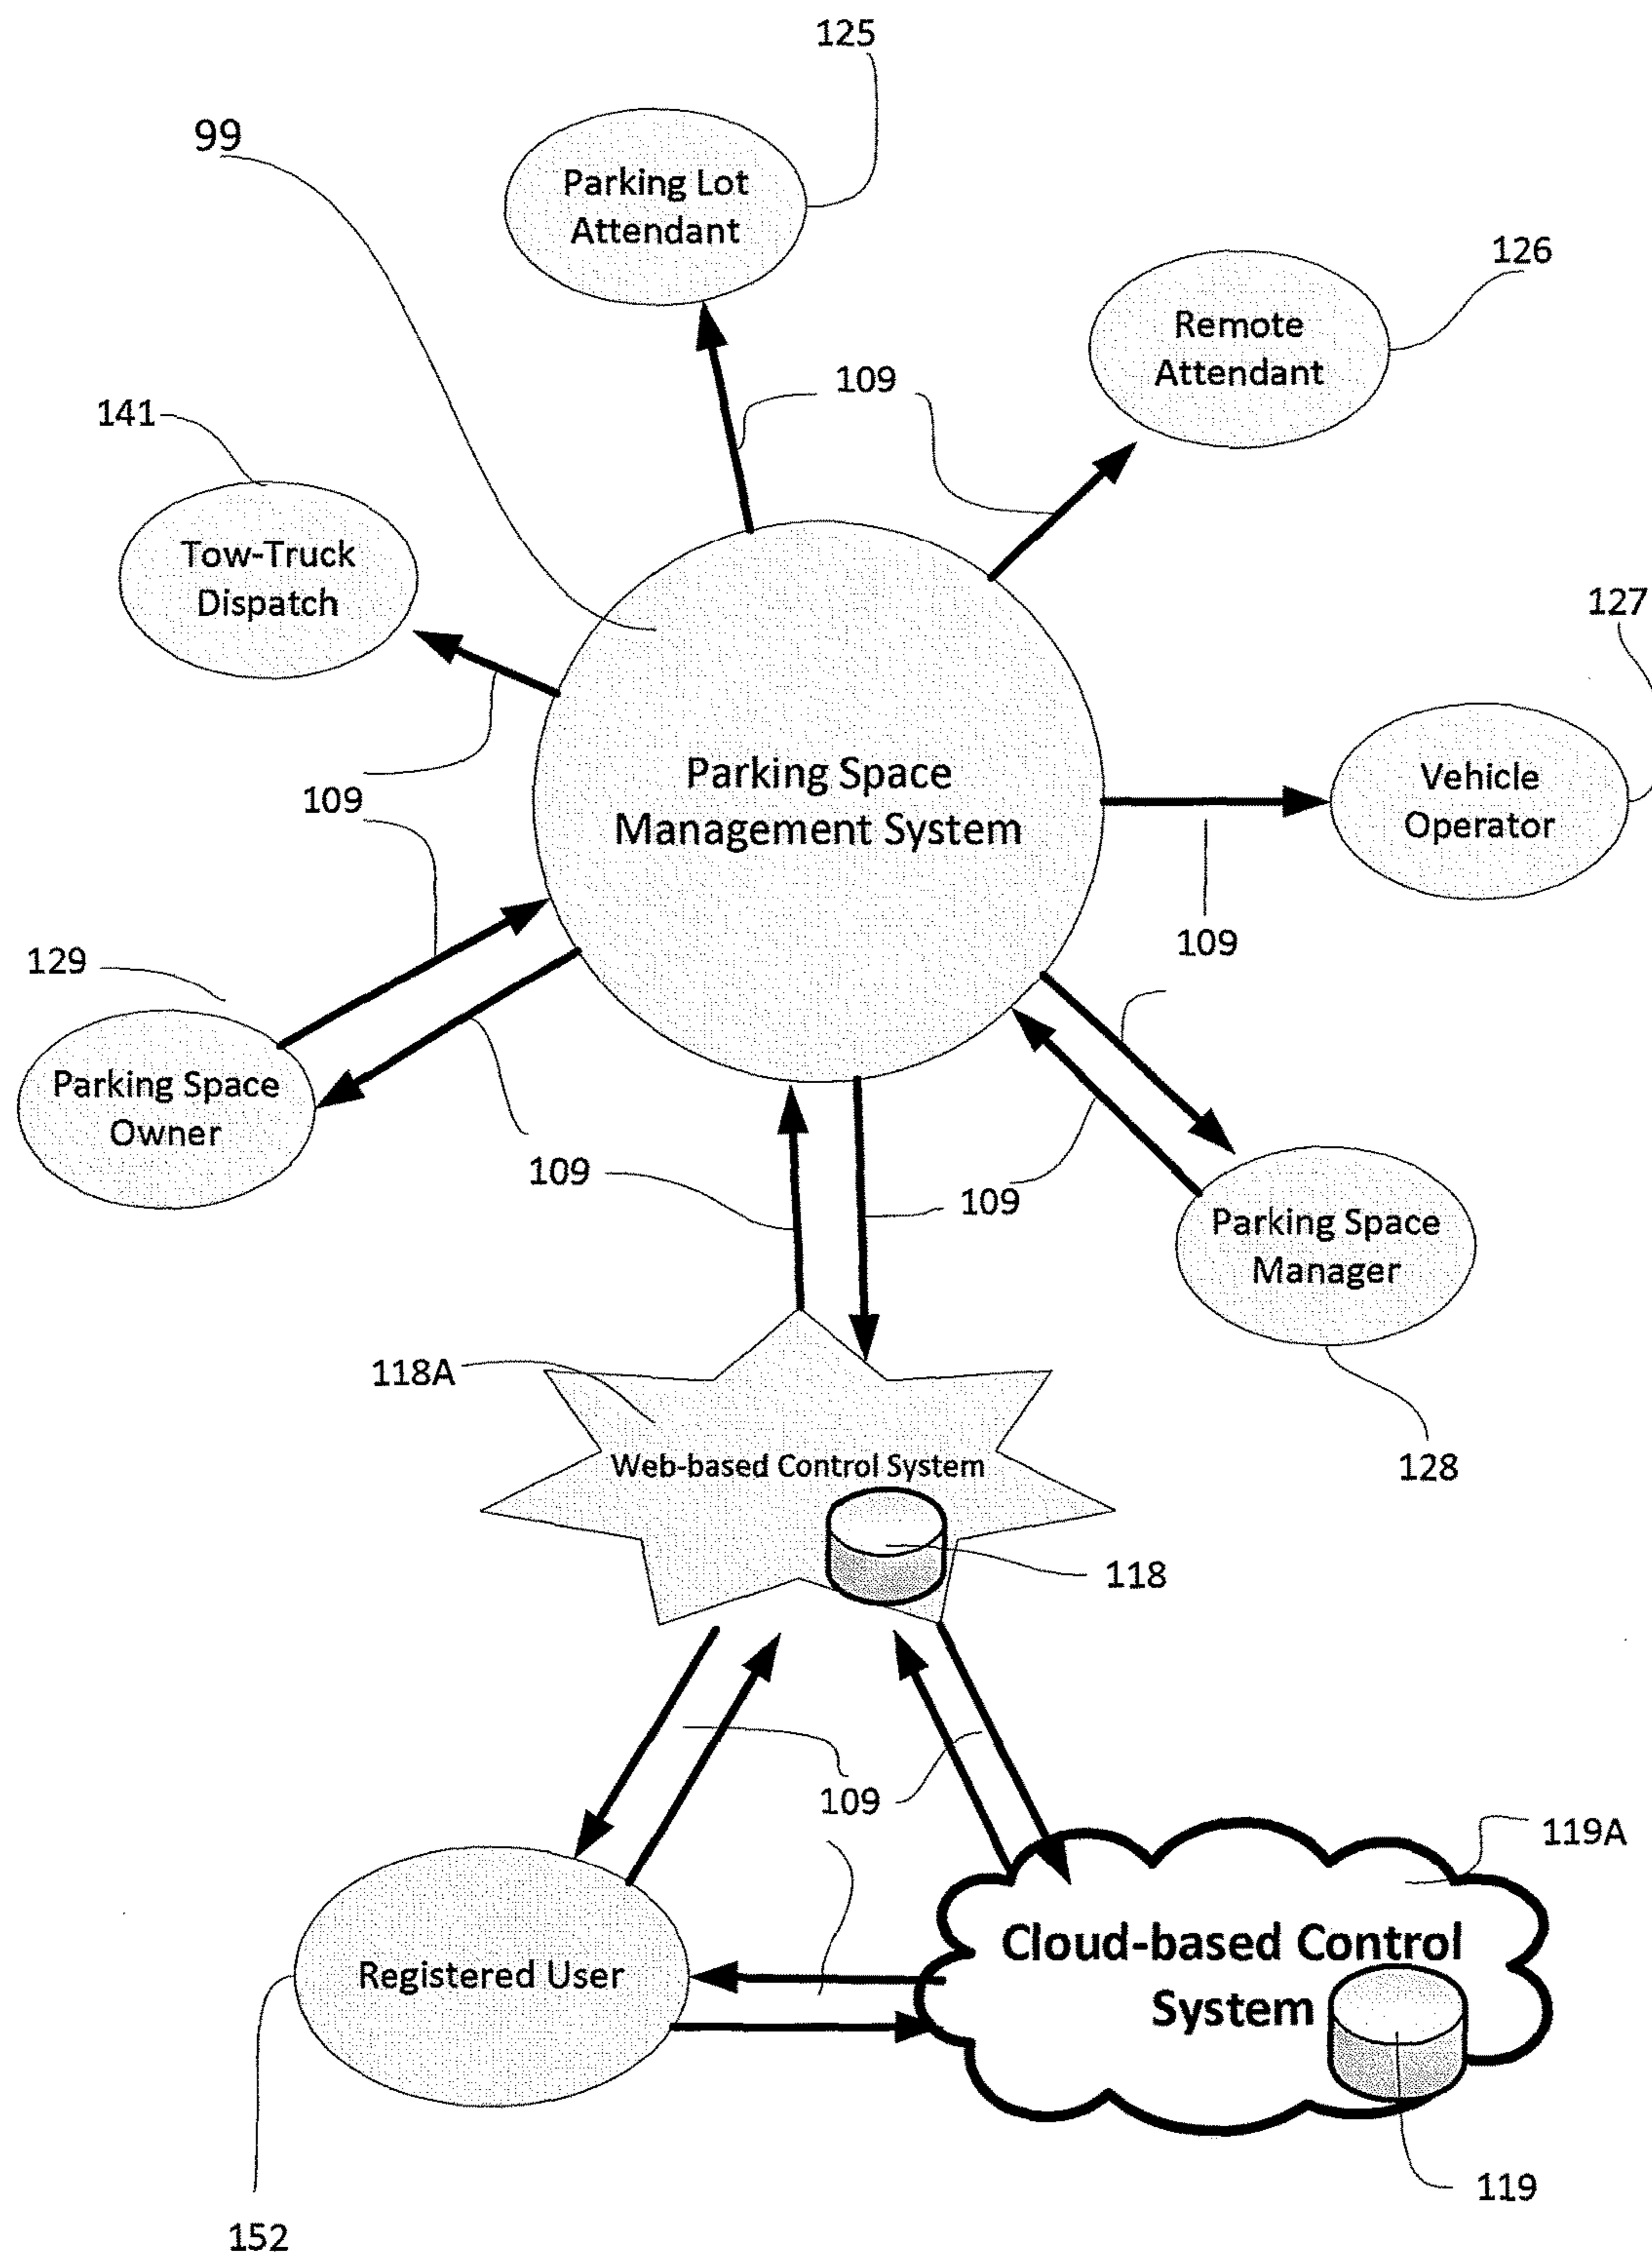 125
99
Parking Lot
Attendant
126
Remote
Attendant
109
141
Tow-Truck
Dispatch
127
Vehicle
Operator
Parking Space
Management System
109
109
129
Parking Space
Owner
109
109
Parking Space
Manager
118A
128
Web-based Control System
118
109
119A
Cloud-based Control
System
Registered User
119
152